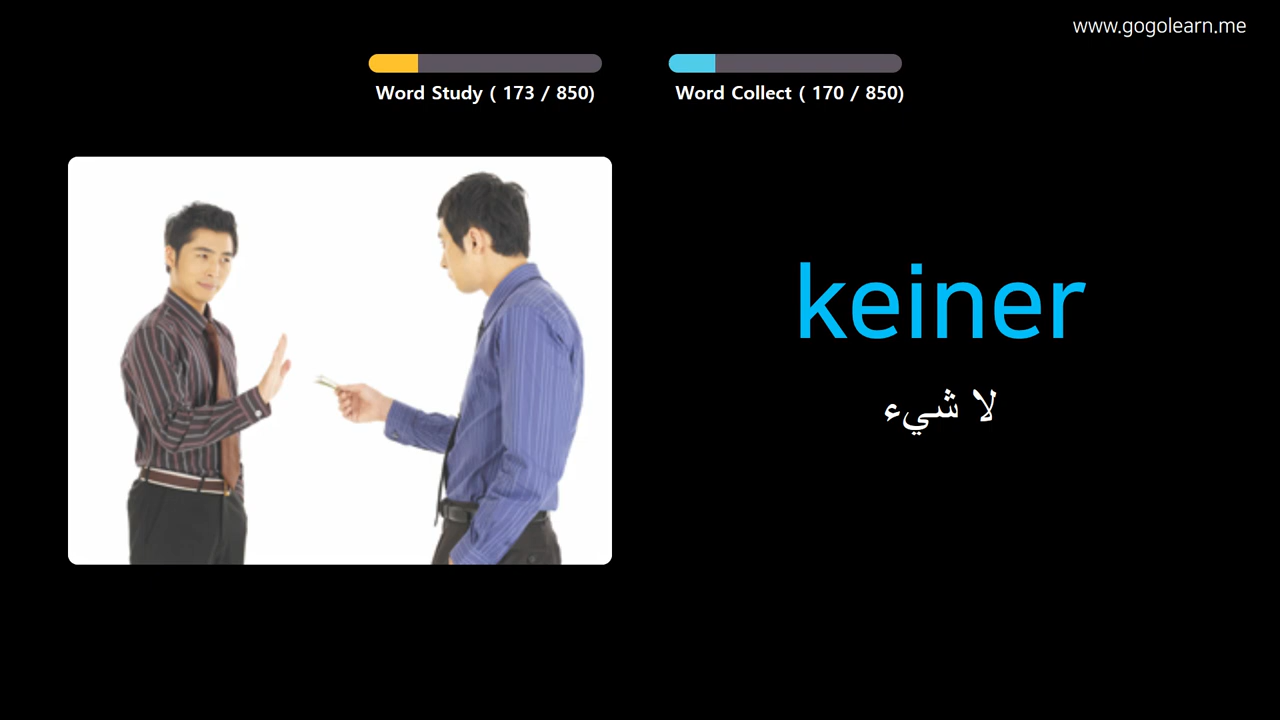 www.gogolearn.me
Word Study ( 173 / 850)
Word Collect ( 170 / 850)
keiner
لا شيء